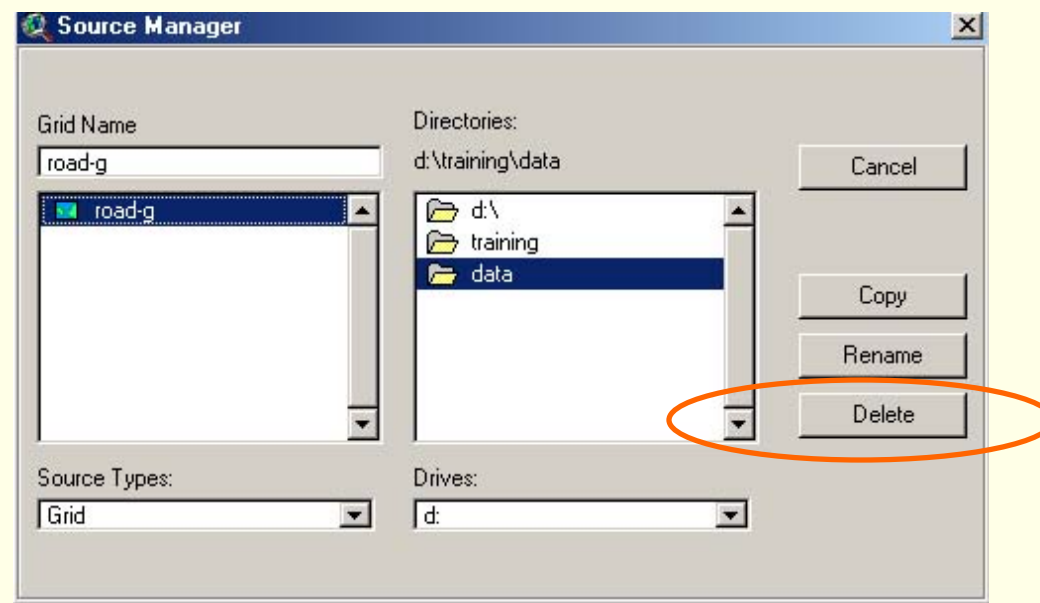 Source Manager
Grid Name
Directories:
road-g
d:\training\data
Cancel
road-g
d:\
training
data
Copy
Rename
Delete
Source Types:
Drives:
Grid
d: